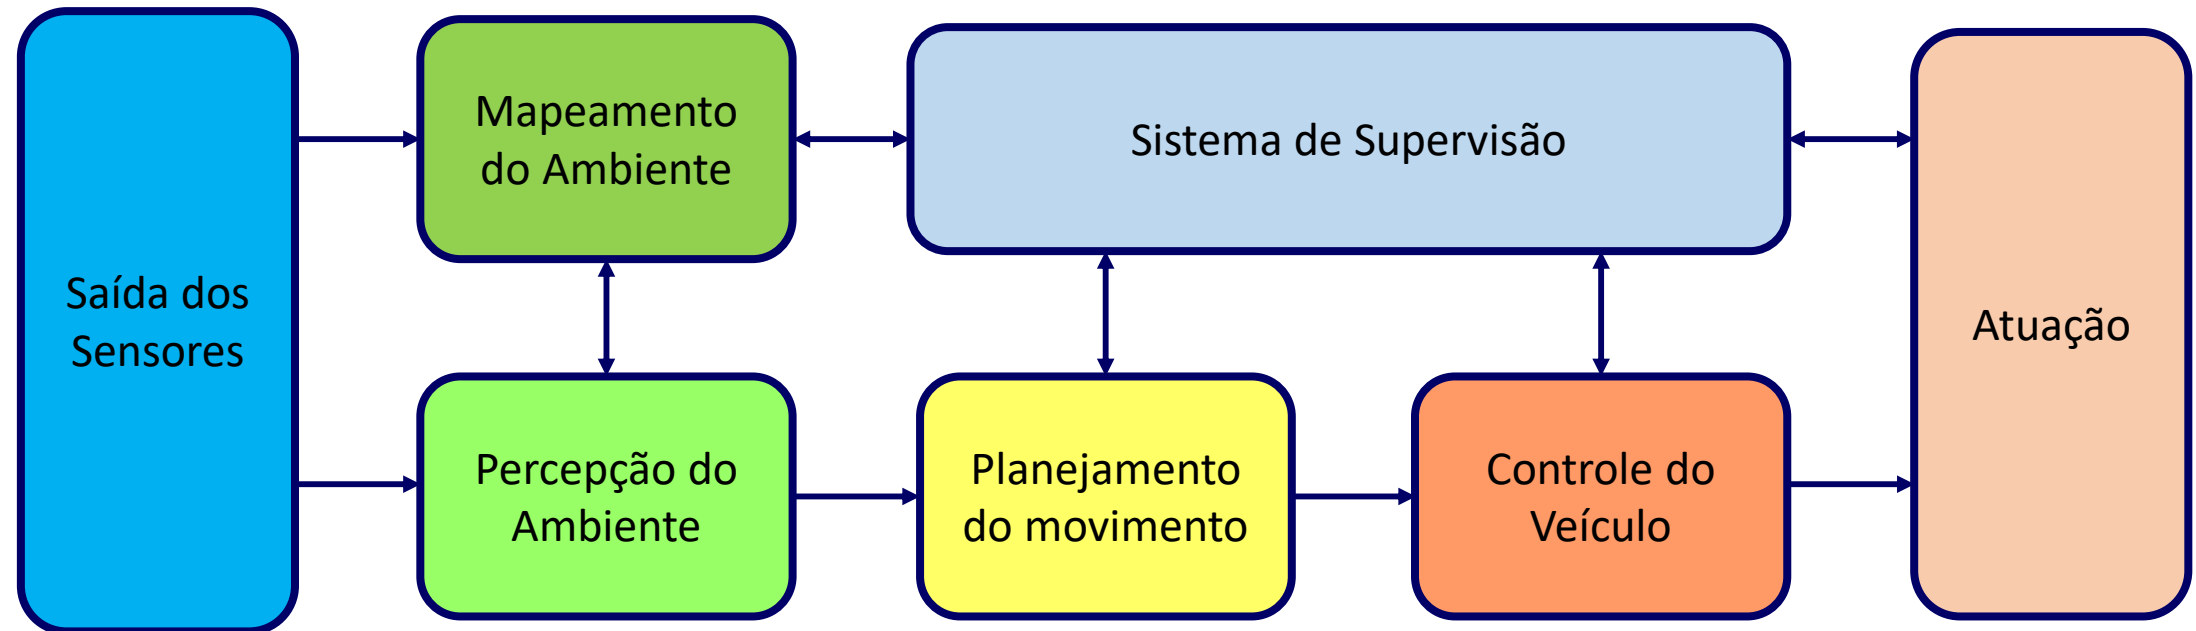 Saída dos
Sensores
Mapeamento
do Ambiente
Sistema de Supervisão
Percepção do
Ambiente
Planejamento
do movimento
Controle do
Veículo
Atuação